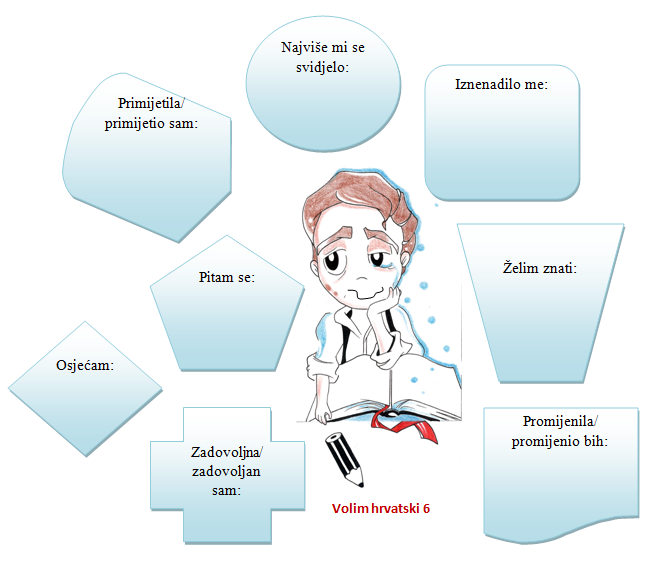 Najviše mi se
svidjelo:
Iznenadilo me:
Primijetila/
primijetio sam:
Pitam se:
Želim znati:
Osjećam:
Zadovoljna/
zadovoljan
sam:
Promijenila/
promijenio bih:
Volim hrvatski 6